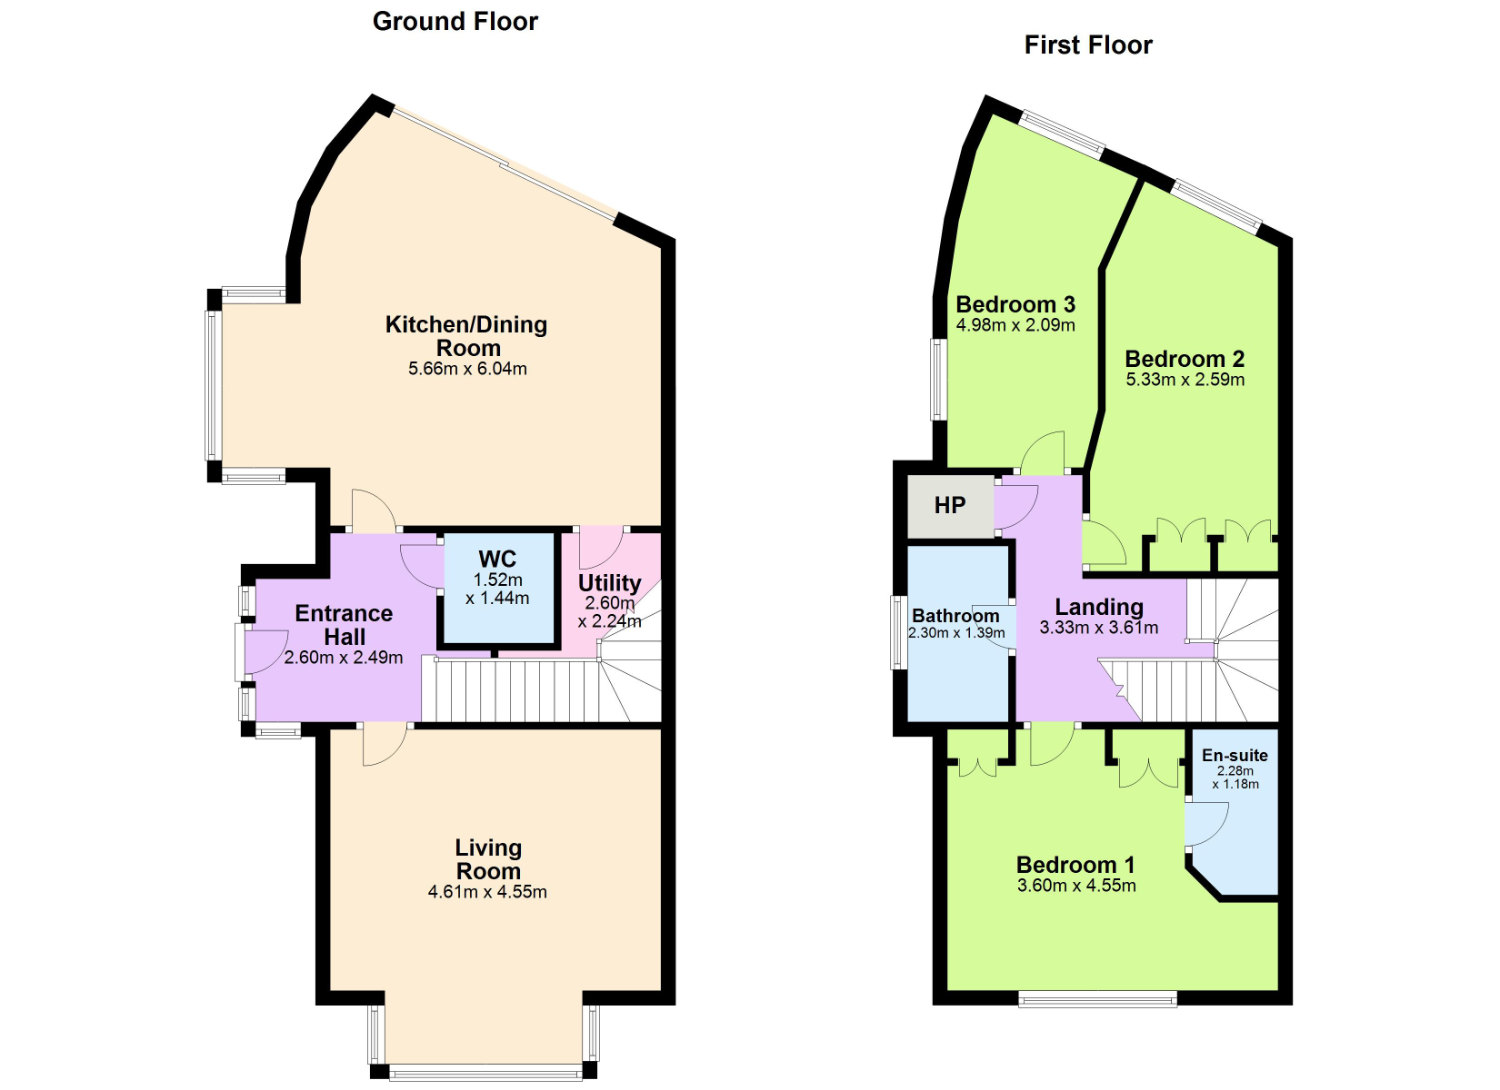 Ground Floor
First Floor
Kitchen/Dining
Room
5.66m x 6.04m
WC
1.52m
x 1.44m
Utility
2.60m
x 2.24m
Entrance
Hall
2.60m x 2.49m
Living
Room
4.61m x 4.55m
Bedroom 3
4.98m x 2.09m
Bedroom 2
5.33m x 2.59m
HP
Bathroom
2.30m x 1.39m
Landing
3.33m x 3.61m
En-suite
2.28m
x 1.18m
Bedroom 1
3.60m x 4.55m